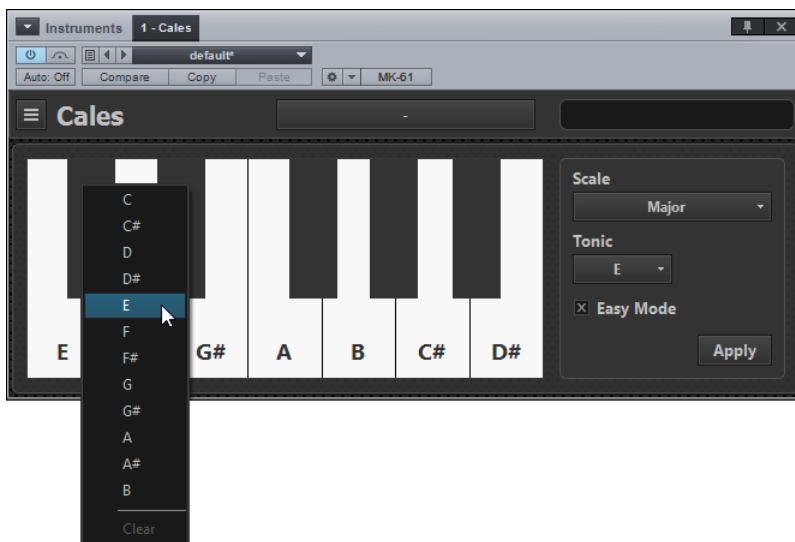 Instruments 1 - Cales
default*
Auto: Off Compare Copy Paste MK-61
Cales -
Scale
Major
Tonic
E
Easy Mode
Apply
E G# A B C# D#
C
C#
D
D#
E
F
F#
G
G#
A
A#
B
Clear